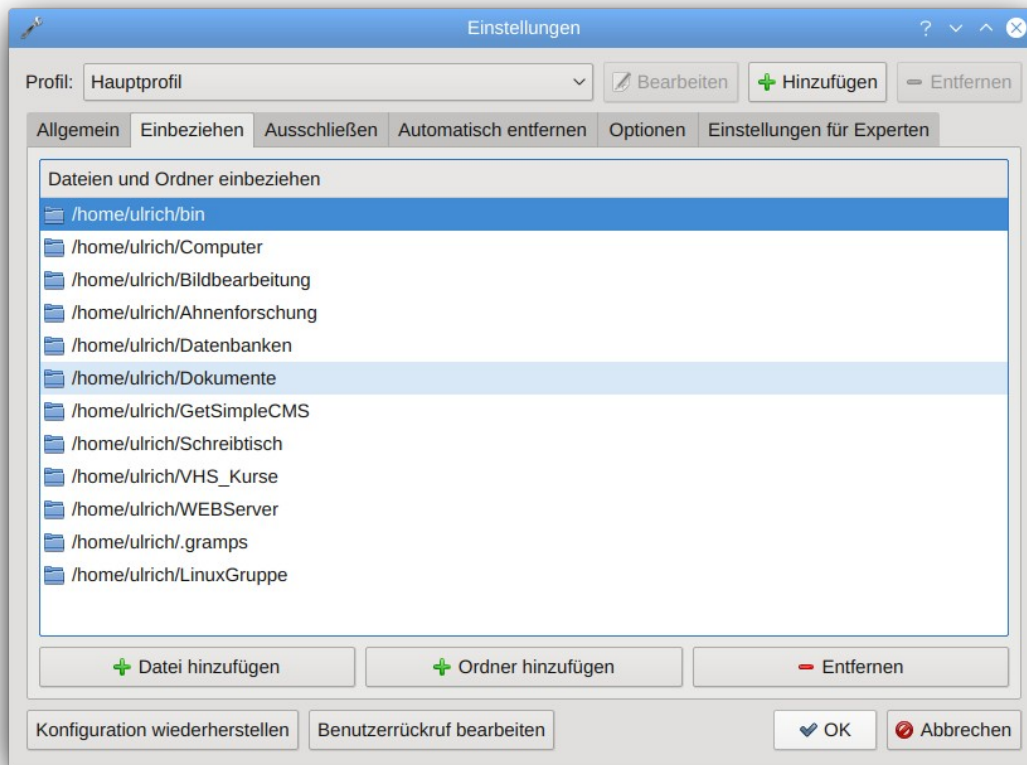 Einstellungen
Profil: Hauptprofil Bearbeiten Hinzufügen Entfernen
Allgemein Einbeziehen Ausschließen Automatisch entfernen Optionen Einstellungen für Experten
Dateien und Ordner einbeziehen
/home/ulrich/bin
/home/ulrich/Computer
/home/ulrich/Bildbearbeitung
/home/ulrich/Ahnenforschung
/home/ulrich/Datenbanken
/home/ulrich/Dokumente
/home/ulrich/GetSimpleCMS
/home/ulrich/Schreibtisch
/home/ulrich/VHS_Kurse
/home/ulrich/WEBServer
/home/ulrich/.gramps
/home/ulrich/LinuxGruppe
Datei hinzufügen Ordner hinzufügen Entfernen
Konfiguration wiederherstellen Benutzerrückruf bearbeiten OK Abbrechen